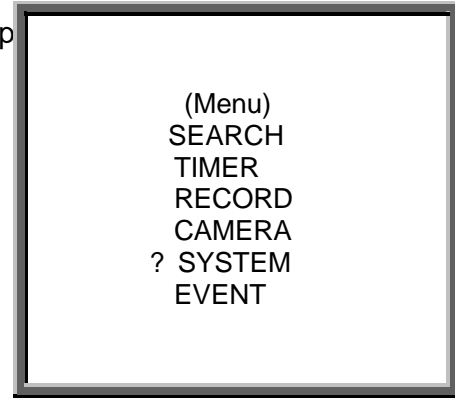 p
(Menu)
SEARCH
TIMER
RECORD
CAMERA
? SYSTEM
EVENT